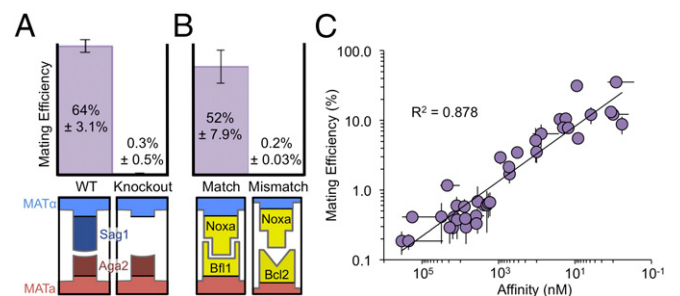 A
Mating Efficiency
64%
± 3.1%
0.3%
± 0.5%
WT Knockout
MATα
Sag1
Aga2
MATa
B
52%
± 7.9%
0.2%
± 0.03%
Match Mismatch
Noxa
Noxa
Bfl1
Bcl2
C
Mating Efficiency (%)
100.0
10.0
1.0
0.1
R² = 0.878
10⁵ 10³ 10¹ 10⁻¹
Affinity (nM)